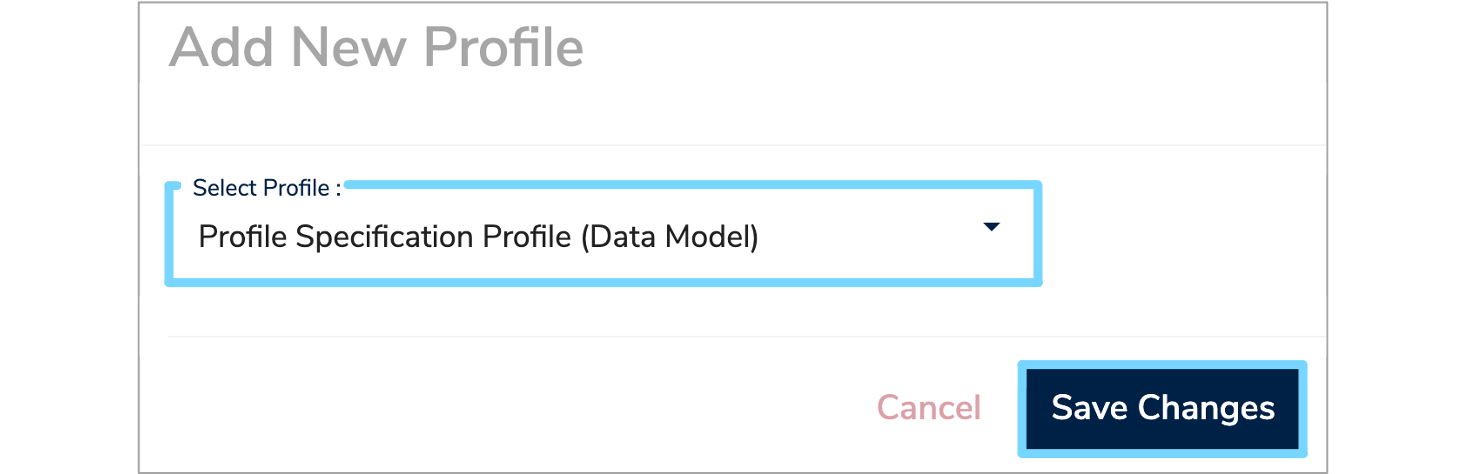 Add New Profile
Select Profile :
Profile Specification Profile (Data Model)
Cancel
Save Changes